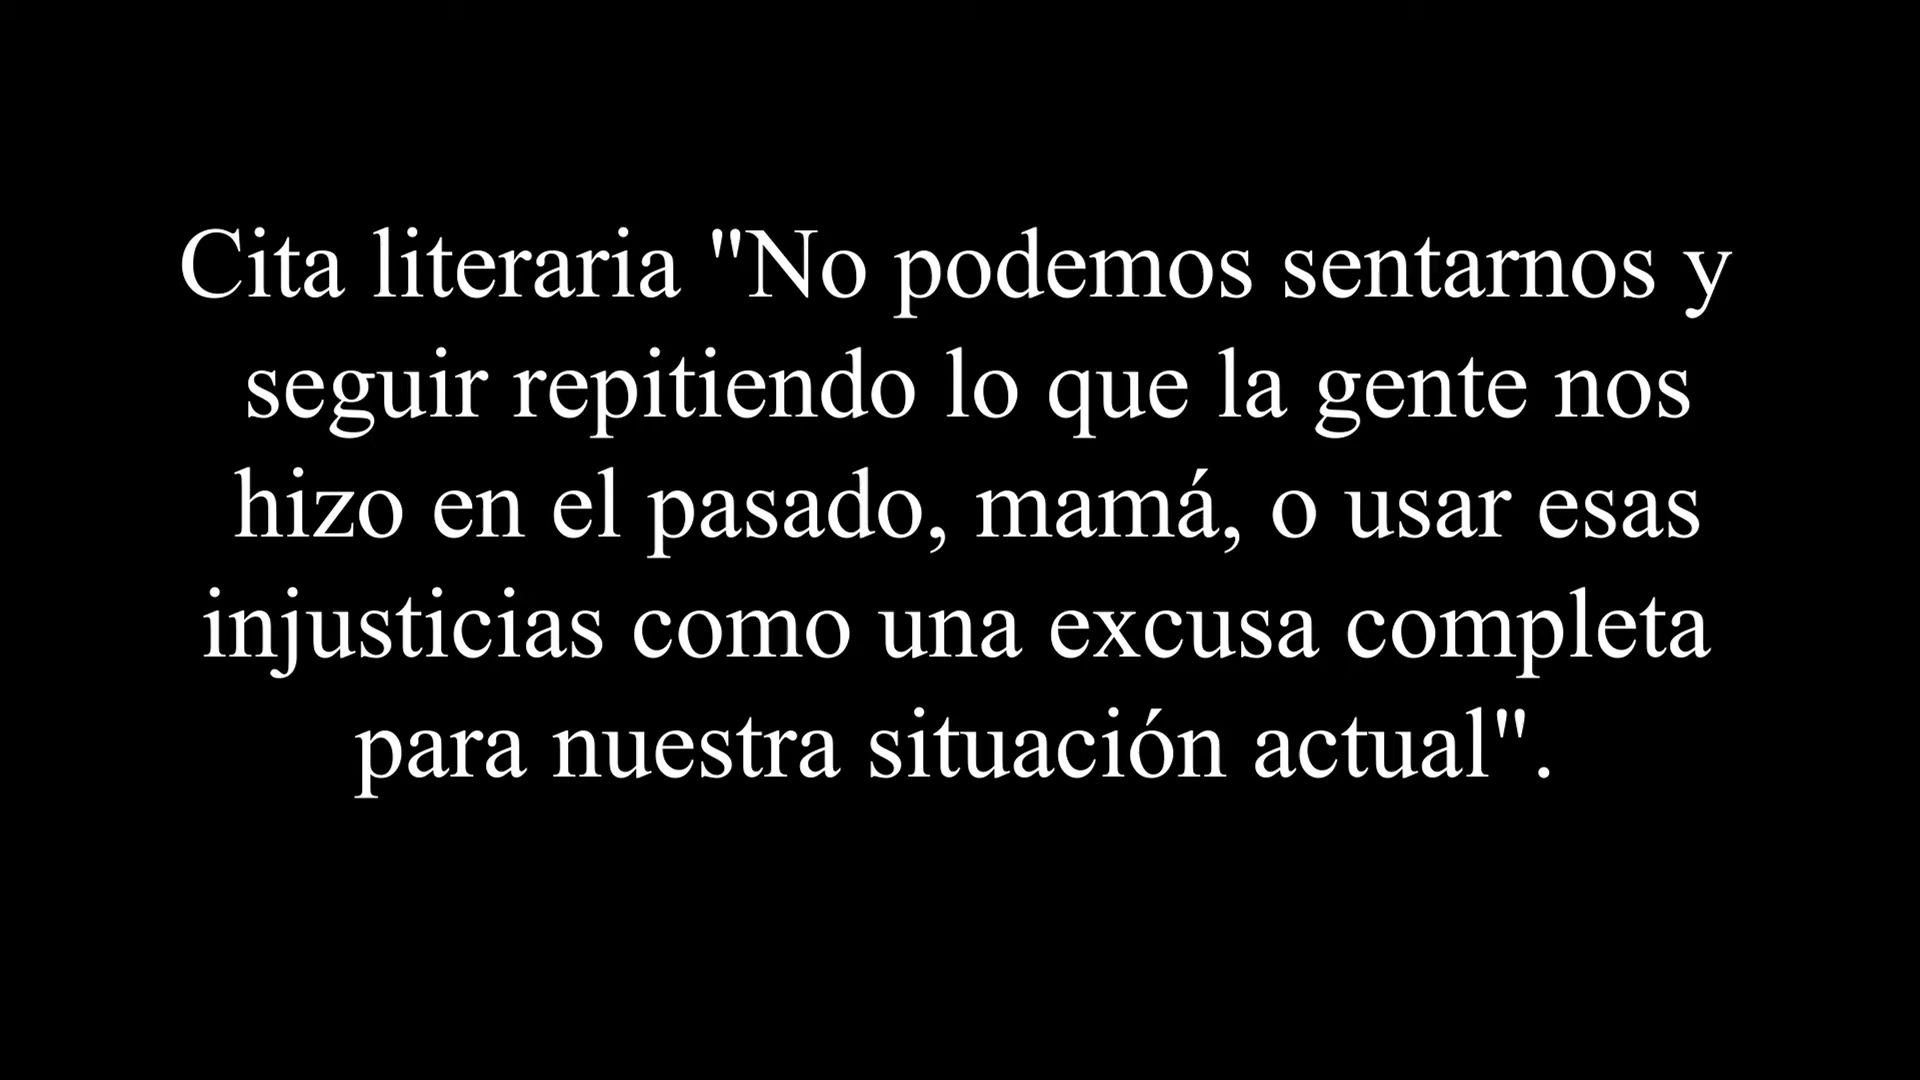 Cita literaria "No podemos sentarnos y
seguir repitiendo lo que la gente nos
hizo en el pasado, mamá, o usar esas
injusticias como una excusa completa
para nuestra situación actual".